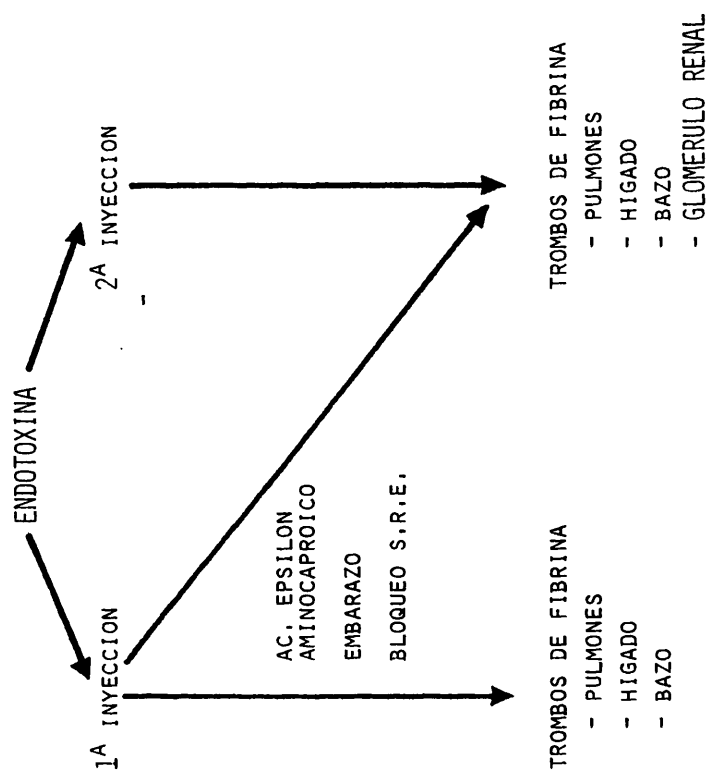 ENDOTOXINA
1A INYECCION
2A INYECCION
AC. EPSILON
AMINOCAPROICO
EMBARAZO
BLOQUEO S.R.E.
TROMBOS DE FIBRINA
- PULMONES
- HIGADO
- BAZO
TROMBOS DE FIBRINA
- PULMONES
- HIGADO
- BAZO
- GLOMERULO RENAL